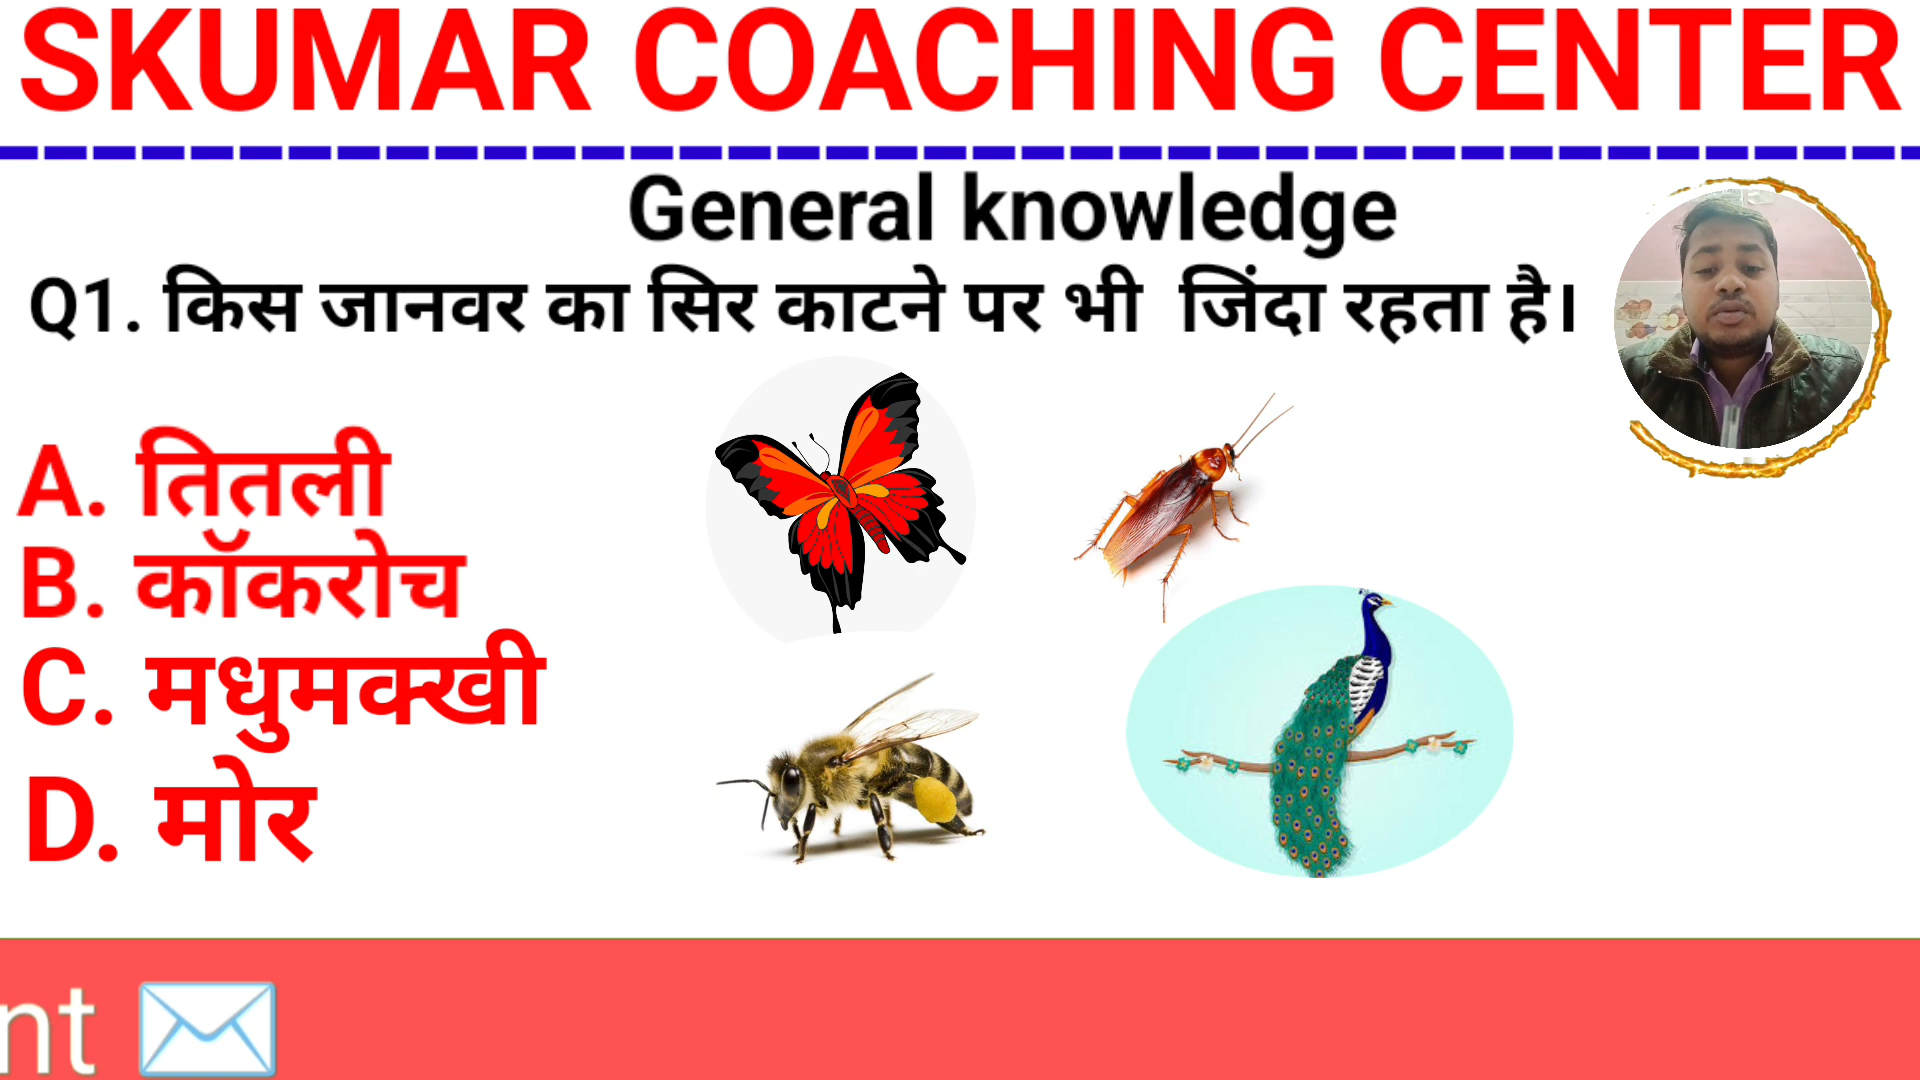 SKUMAR COACHING CENTER
General knowledge
Q1. किस जानवर का सिर काटने पर भी जिंदा रहता है।
A. तितली
B. कॉकरोच
C. मधुमक्खी
D. मोर
nt